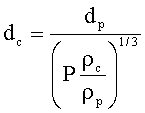 d_c = d_p / (P ρ_c / ρ_p)^{1/3}